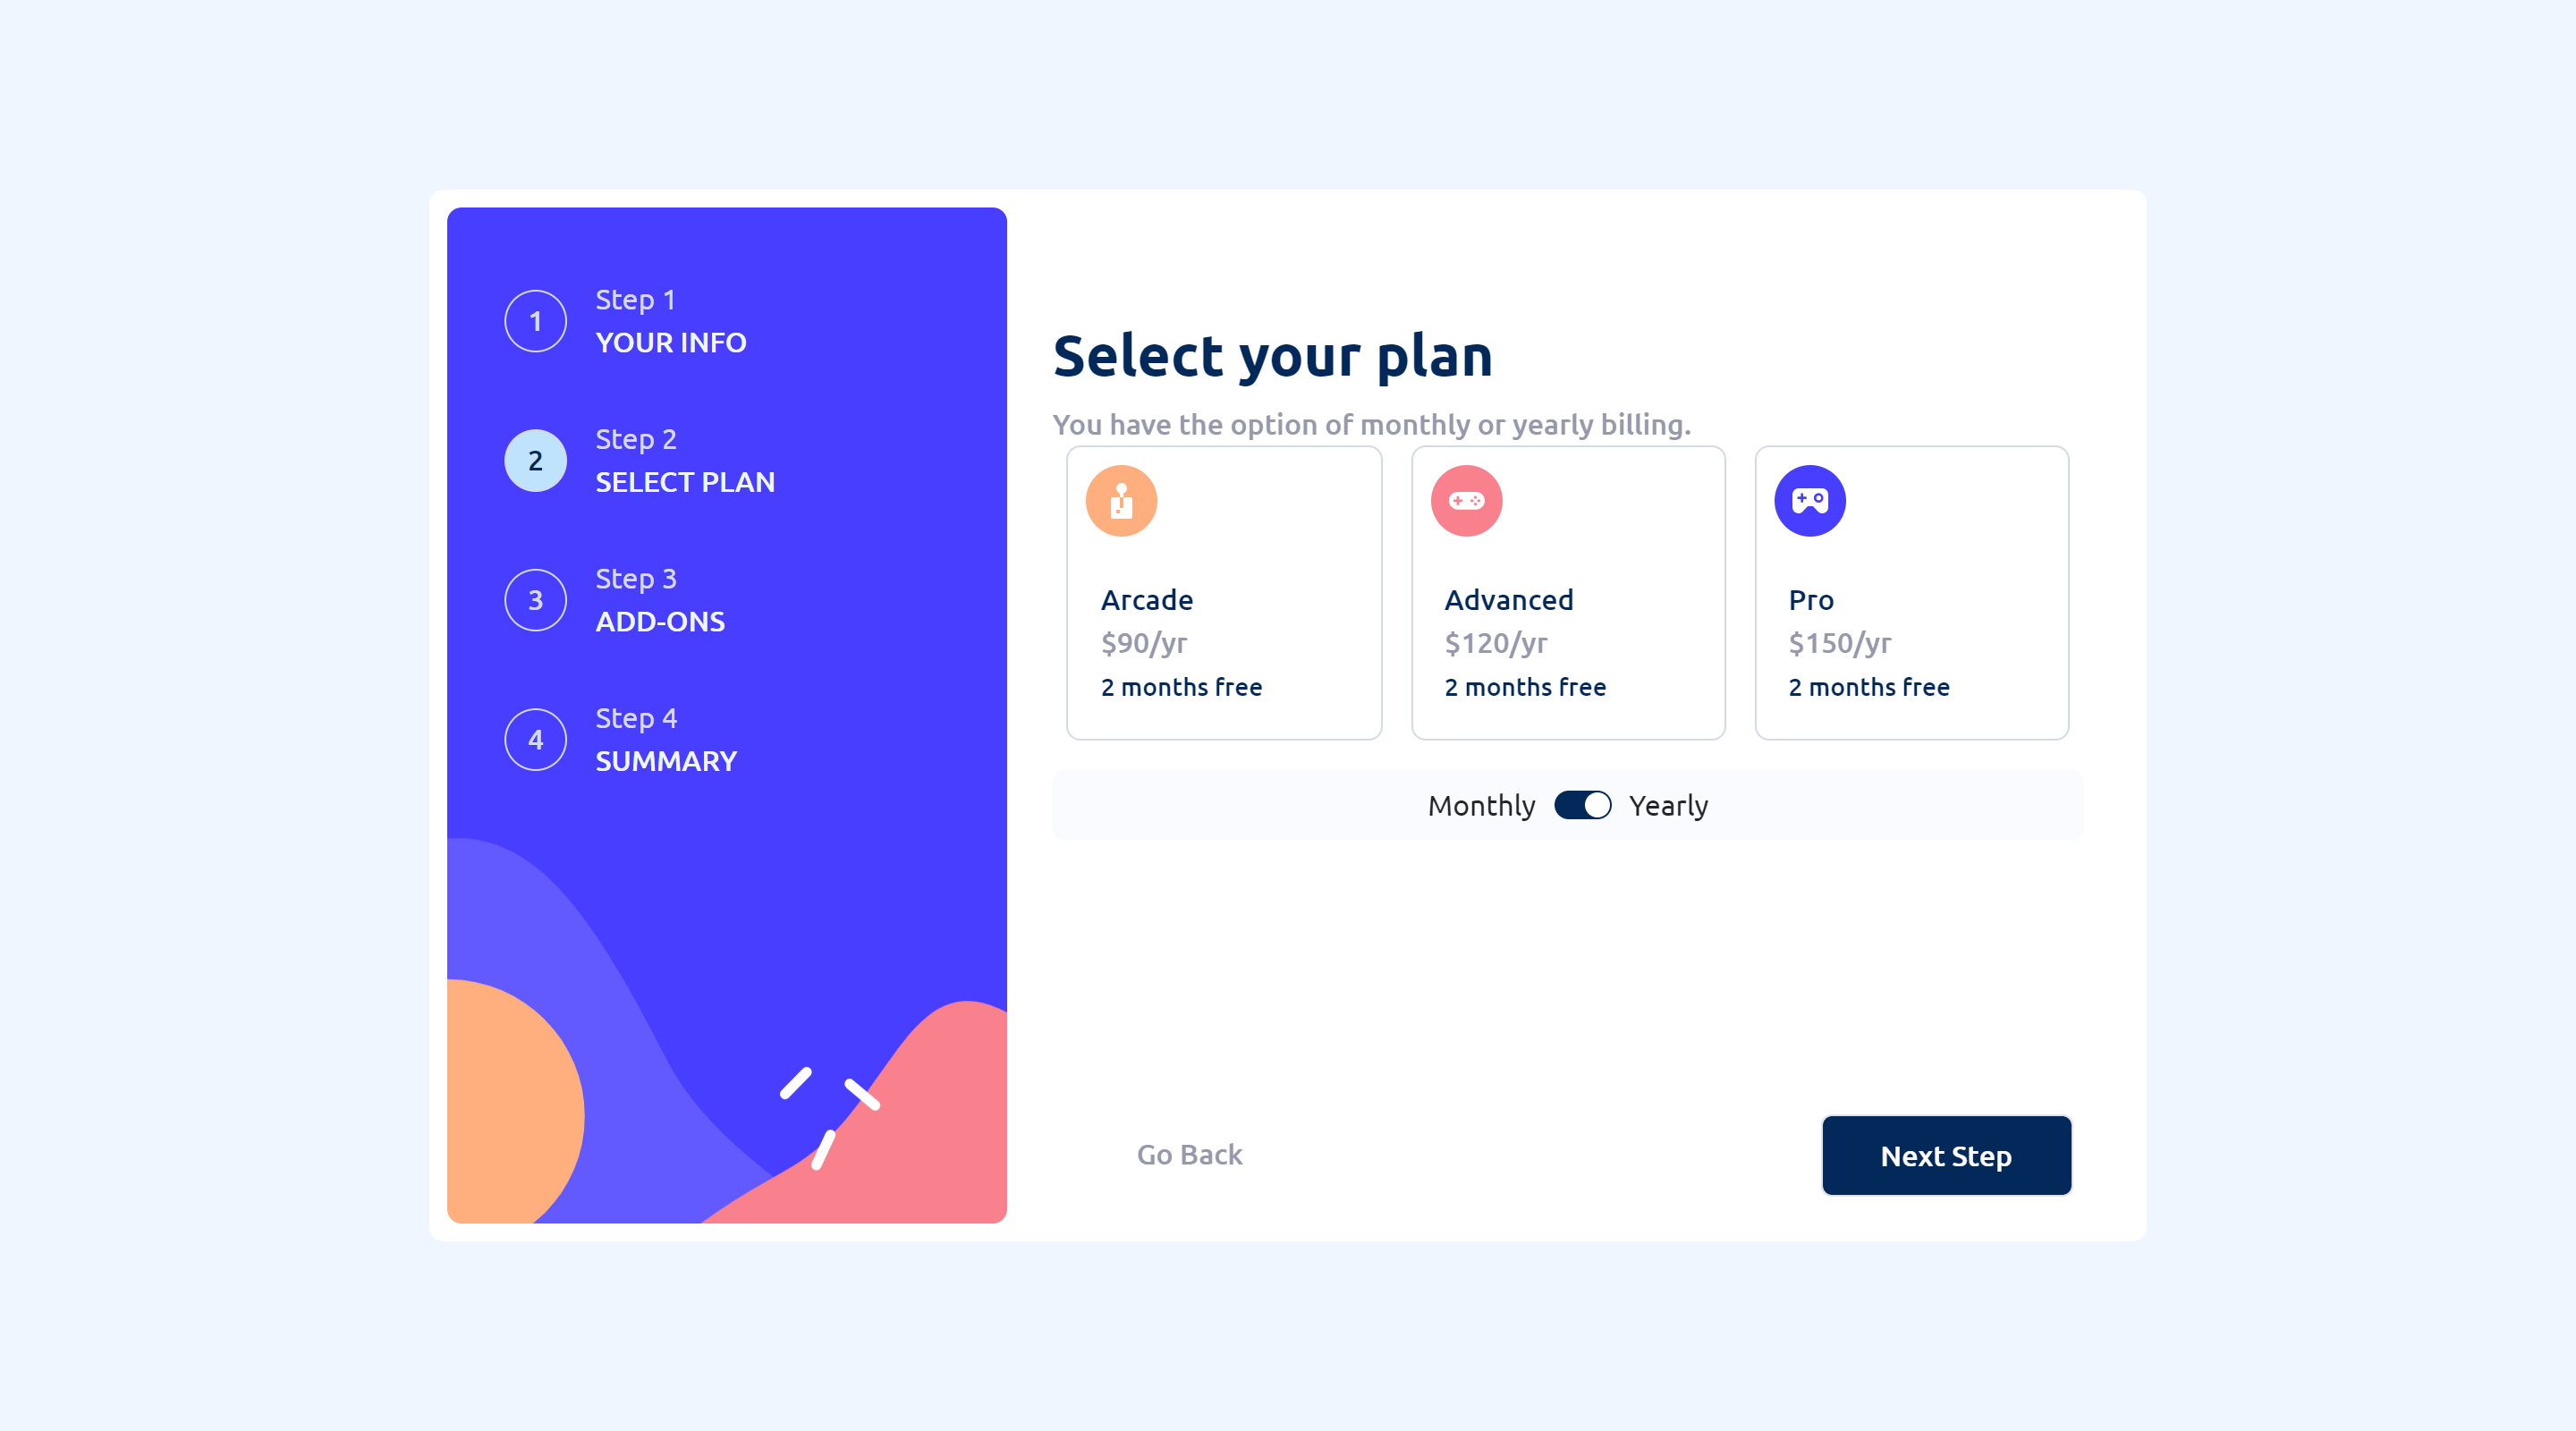 1
Step 1
YOUR INFO
2
Step 2
SELECT PLAN
3
Step 3
ADD-ONS
4
Step 4
SUMMARY
Select your plan
You have the option of monthly or yearly billing.
Arcade
$90/yr
2 months free
Advanced
$120/yr
2 months free
Pro
$150/yr
2 months free
Monthly Yearly
Go Back
Next Step